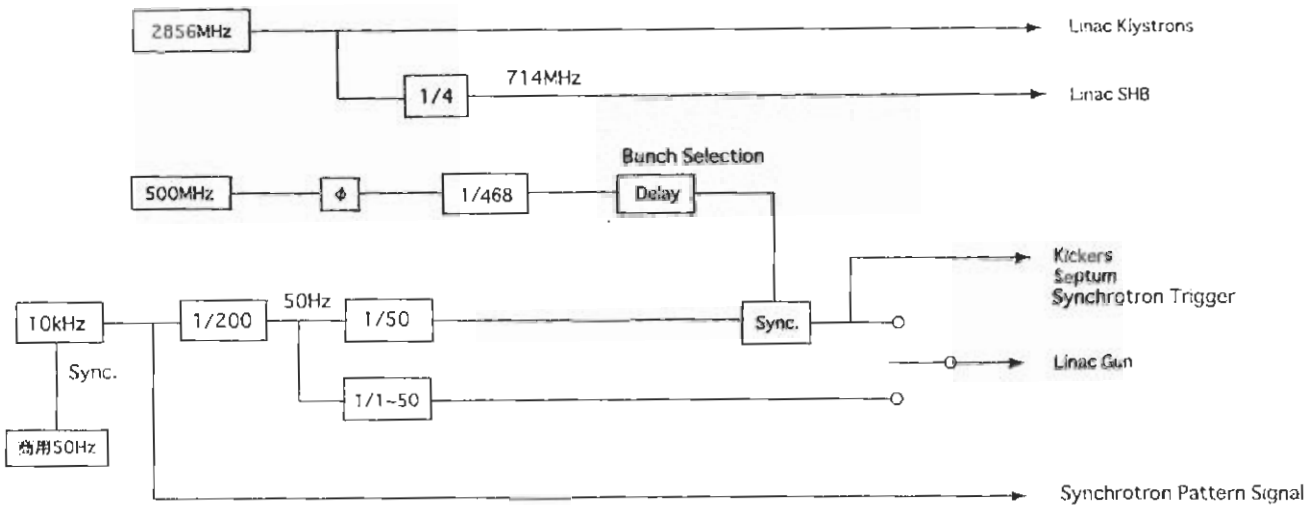 2856MHz
Linac Klystrons
714MHz
1/4
Linac SHB
Bunch Selection
500MHz
ϕ
1/468
Delay
Kickers
Septum
Synchrotron Trigger
50Hz
10kHz
1/200
1/50
Sync.
Sync.
Linac Gun
1/1~50
商用50Hz
Synchrotron Pattern Signal